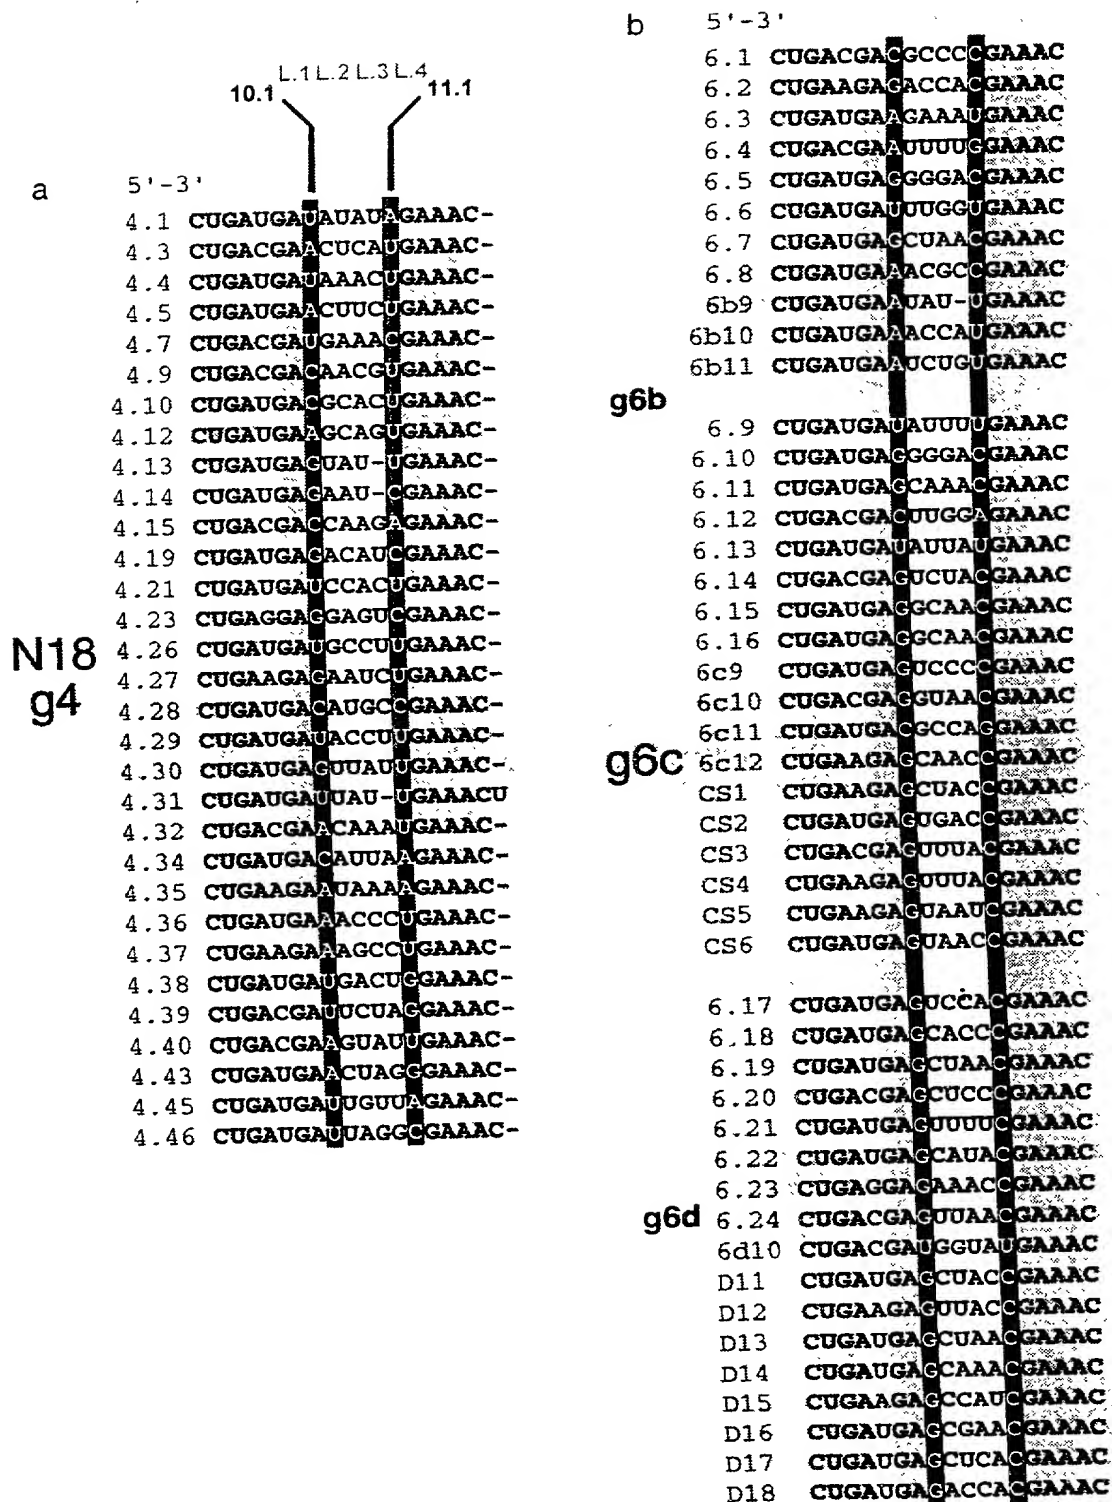 L.1 L.2 L.3 L.4
10.1 11.1
a 5'-3'
4.1 CUGAUGAUAUAUAGAAAC-
4.3 CUGACGAACUCAUGAAAC-
4.4 CUGAUGAUAAACUGAAAC-
4.5 CUGAUGAACUUCUGAAAC-
4.7 CUGACGAUGAAACGAAAC-
4.9 CUGACGACAACGUGAAAC-
4.10 CUGAUGACGCACUGAAAC-
4.12 CUGAUGAAGCAGUGAAAC-
4.13 CUGAUGAGUAU-UGAAAC-
4.14 CUGAUGAGAAU-CGAAAC-
4.15 CUGACGACCAAGAGAAAC-
4.19 CUGAUGAGACAUCGAAAC-
4.21 CUGAUGAUCCACUGAAAC-
4.23 CUGAGGAGGAGUCGAAAC-
N18
g4
4.26 CUGAUGAUGCCUUGAAAC-
4.27 CUGAAGAGAAUCUGAAAC-
4.28 CUGAUGACAUGCCGAAAC-
4.29 CUGAUGAUACCUUGAAAC-
4.30 CUGAUGAGUUAUUGAAAC-
4.31 CUGAUGAUUAU-UGAAACU
4.32 CUGACGAACAAAUGAAAC-
4.34 CUGAUGACAUUAAGAAAC-
4.35 CUGAAGAAUAAAAGAAAC-
4.36 CUGAUGAAACCCUGAAAC-
4.37 CUGAAGAAAGCCUGAAAC-
4.38 CUGAUGAUGACUGGAAAC-
4.39 CUGACGAUUCUAGGAAAC-
4.40 CUGACGAAGUAUUGAAAC-
4.43 CUGAUGAACUAGGGAAAC-
4.45 CUGAUGAUUGUUAGAAAC-
4.46 CUGAUGAUUAGGCGAAAC-
b 5'-3'
6.1 CUGACGACGCCCCGAAAC
6.2 CUGAAGAGACCACGAAAC
6.3 CUGAUGAAGAAAUGAAAC
6.4 CUGACGAAUUUUGGAAAC
6.5 CUGAUGAGGGGACGAAAC
6.6 CUGAUGAUUUGGUGAAAC
6.7 CUGAUGAGCUAACGAAAC
6.8 CUGAUGAAACGCCGAAAC
6b9 CUGAUGAAUAU-UGAAAC
6b10 CUGAUGAAACCAUGAAAC
6b11 CUGAUGAAUCUGUGAAAC
g6b
6.9 CUGAUGAUAUUUUGAAAC
6.10 CUGAUGAGGGGACGAAAC
6.11 CUGAUGAGCAAACGAAAC
6.12 CUGACGACUUGGAGAAAC
6.13 CUGAUGAUAUUAUGAAAC
6.14 CUGACGAGUCUACGAAAC
6.15 CUGAUGAGGCAACGAAAC
6.16 CUGAUGAGGCAACGAAAC
6c9 CUGAUGAGUCCCCGAAAC
6c10 CUGACGAGGUAACGAAAC
6c11 CUGAUGACGCCAGGAAAC
g6c 6c12 CUGAAGAGCAACCGAAAC
CS1 CUGAAGAGCUACCGAAAC
CS2 CUGAUGAGUGACCGAAAC
CS3 CUGACGAGUUUACGAAAC
CS4 CUGAAGAGUUUACGAAAC
CS5 CUGAAGAGUAAUCGAAAC
CS6 CUGAUGAGUAACCGAAAC
6.17 CUGAUGAGUCCACGAAAC
6.18 CUGAUGAGCACCCGAAAC
6.19 CUGAUGAGCUAACGAAAC
6.20 CUGACGAGCUCCCGAAAC
6.21 CUGAUGAGUUUUCGAAAC
6.22 CUGAUGAGCAUACGAAAC
6.23 CUGAGGAGAAACCGAAAC
g6d 6.24 CUGACGAGUUAACGAAAC
6d10 CUGACGAUGGUAUGAAAC
D11 CUGAUGAGCUACCGAAAC
D12 CUGAAGAGUUACCGAAAC
D13 CUGAUGAGCUAACGAAAC
D14 CUGAUGAGCAAACGAAAC
D15 CUGAAGAGCCAUCGAAAC
D16 CUGAUGAGCGAACGAAAC
D17 CUGAUGAGCUCACGAAAC
D18 CUGAUGAGACCACGAAAC